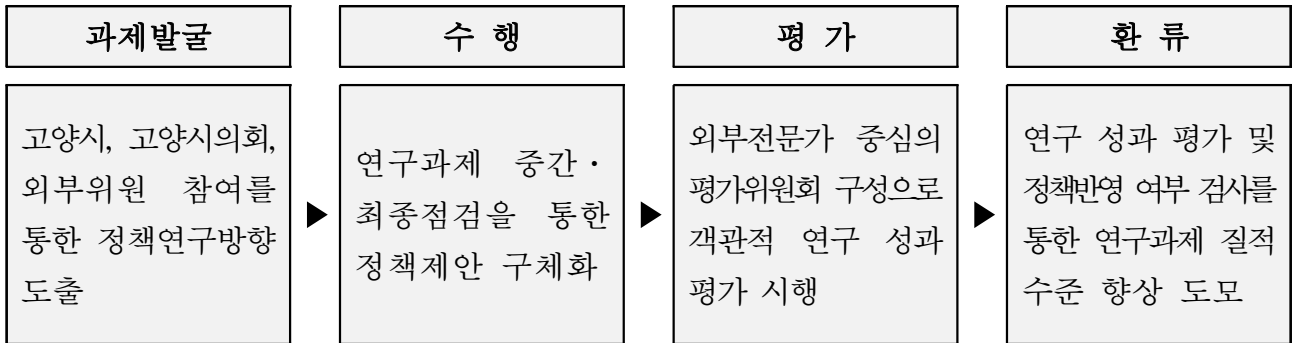 과제발굴
수 행
평 가
환 류
고양시, 고양시의회,
외부위원 참여를
통한 정책연구방향
도출
▶
연구과제 중간·
최종점검을 통한
정책제안 구체화
▶
외부전문가 중심의
평가위원회 구성으로
객관적 연구 성과
평가 시행
▶
연구 성과 평가 및
정책반영 여부 검사를
통한 연구과제 질적
수준 향상 도모